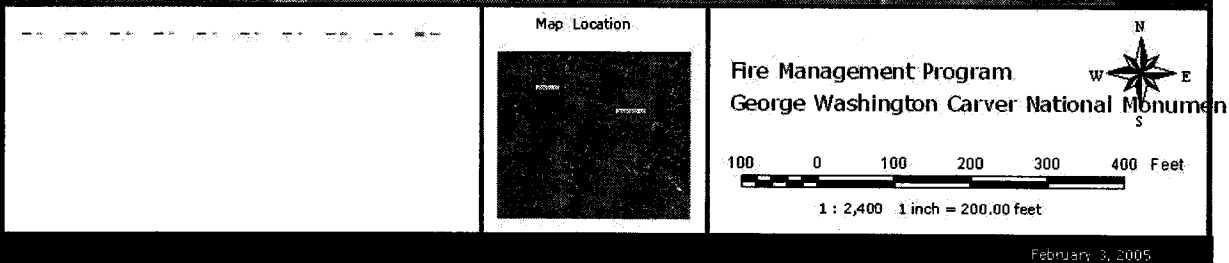 Map Location
N
W E
S
Fire Management Program
George Washington Carver National Monumen
100 0 100 200 300 400 Feet
1 : 2,400 1 inch = 200.00 feet
February 3, 2005